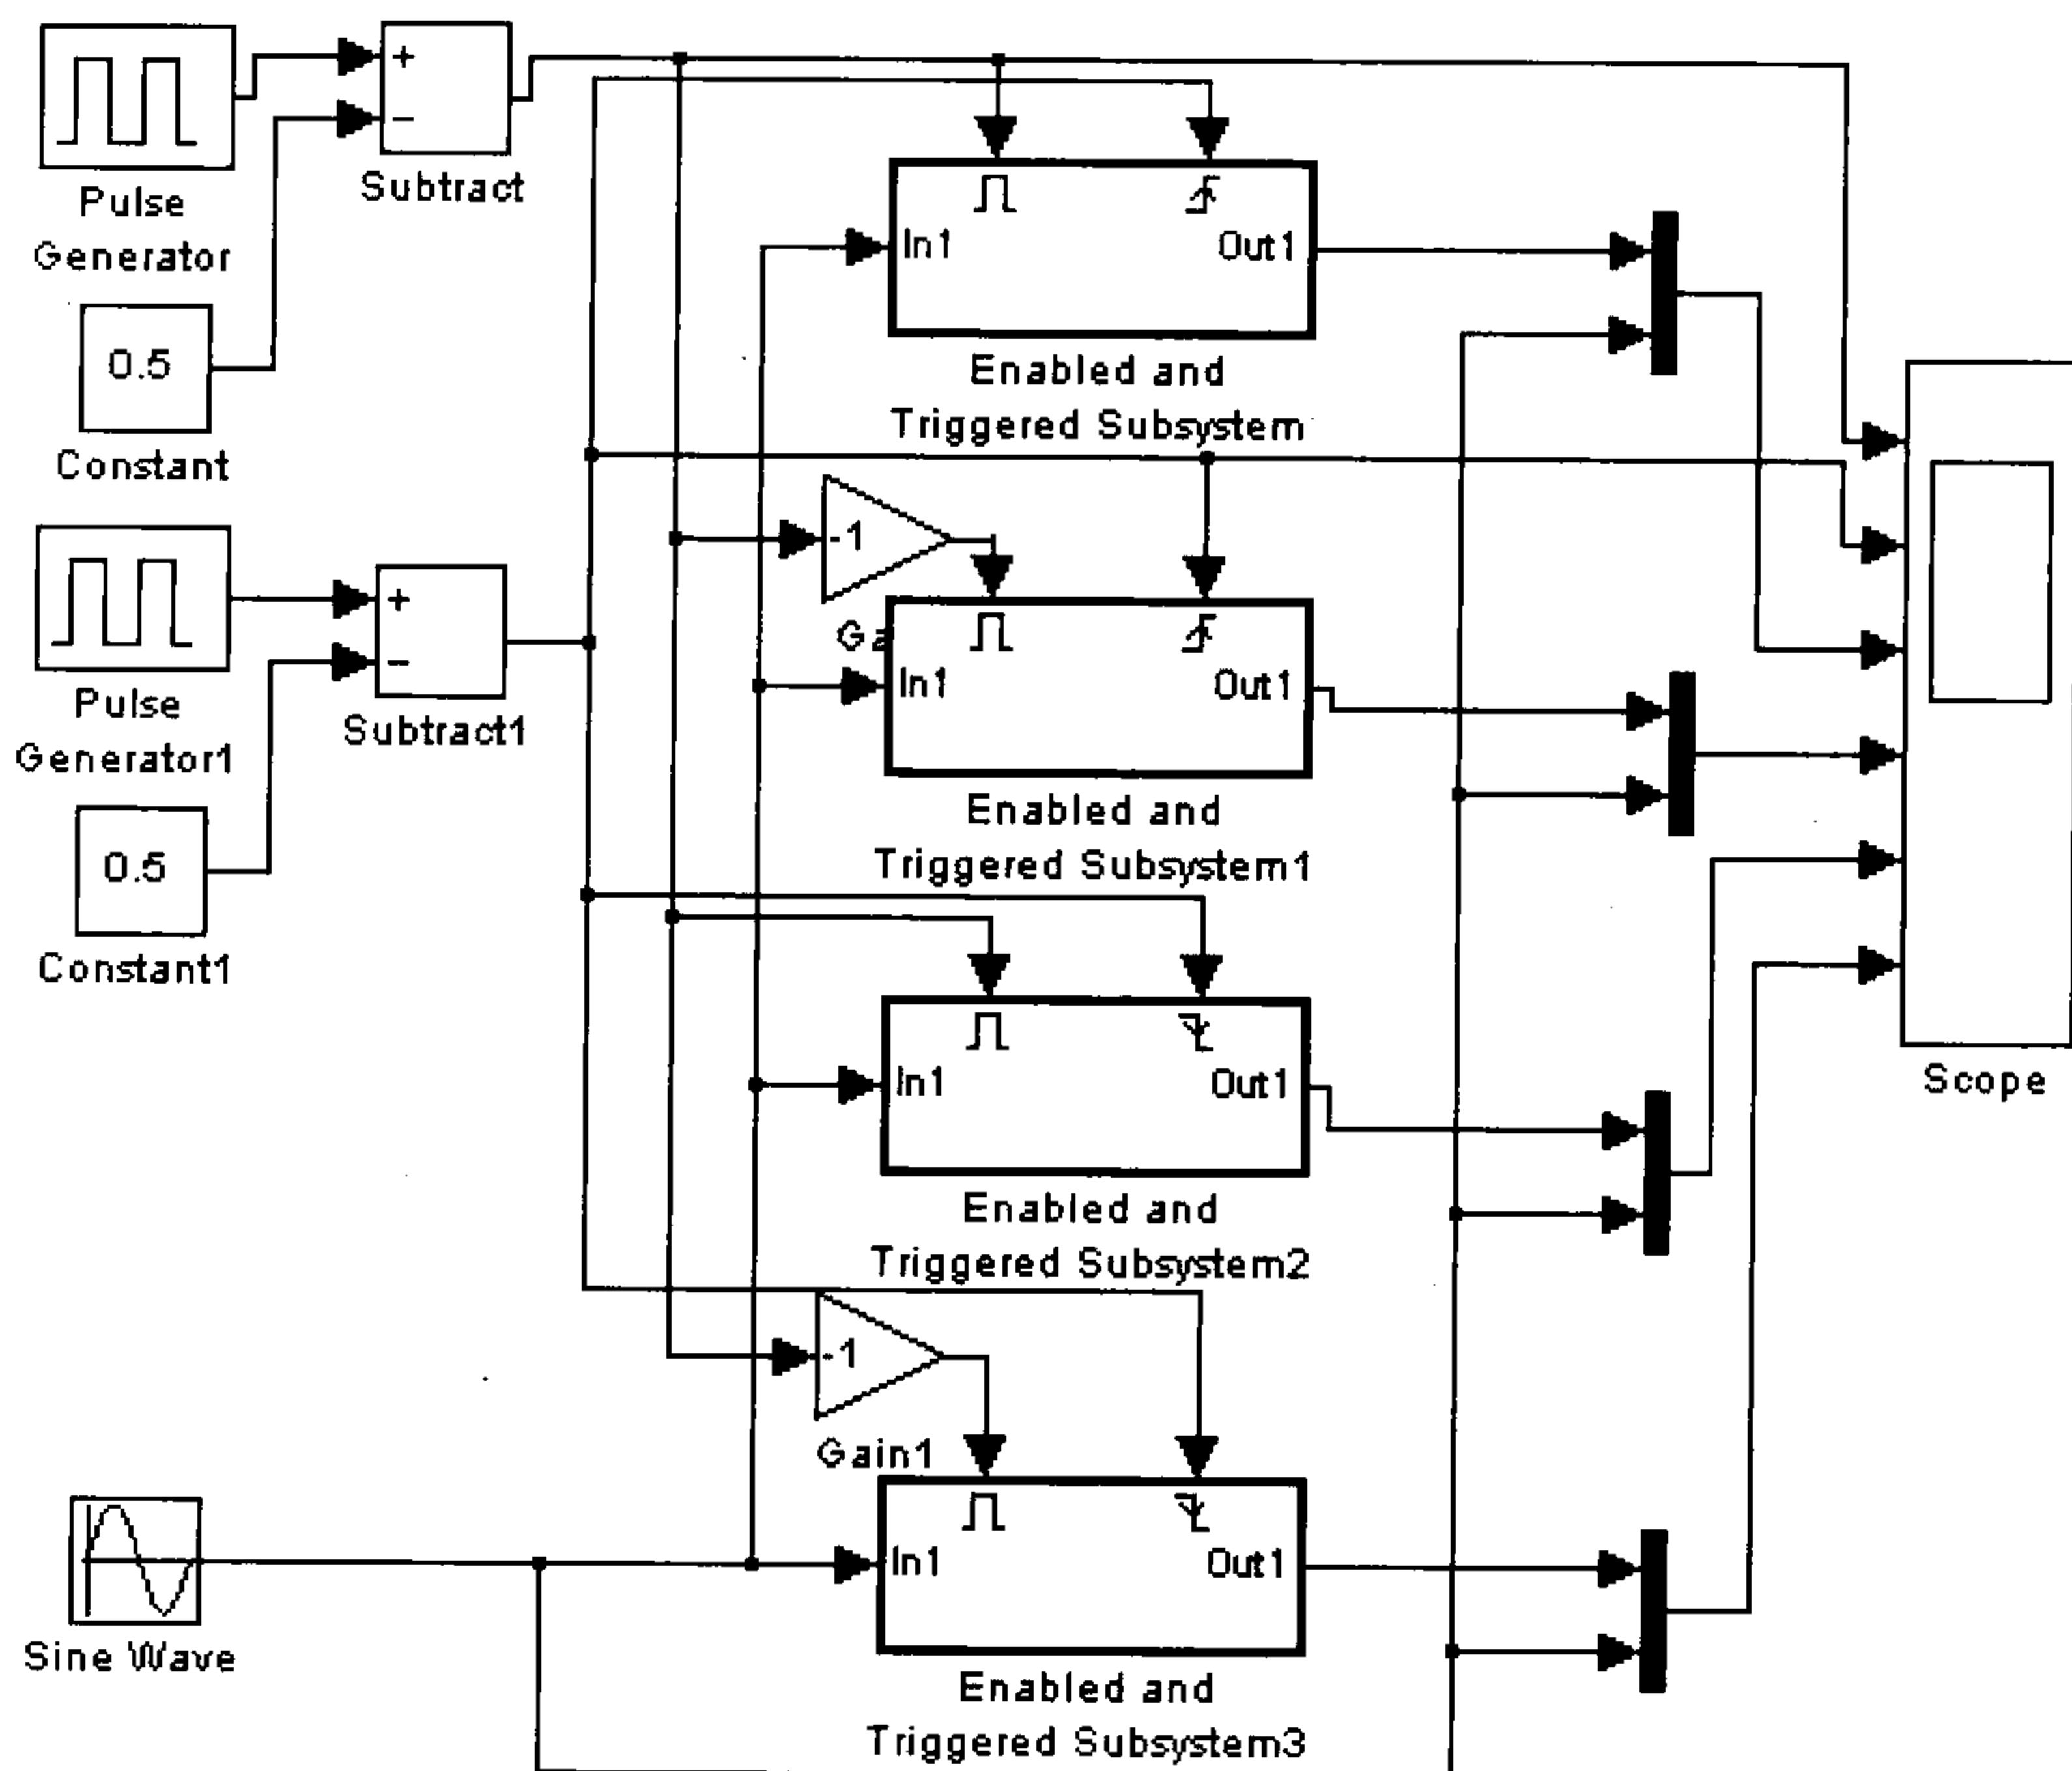 +
−
Subtract
Pulse
Generator
0.5
Constant
In1
Out1
Enabled and
Triggered Subsystem
-1
Ga
+
−
Subtract1
Pulse
Generator1
0.5
Constant1
In1
Out1
Enabled and
Triggered Subsystem1
In1
Out1
Enabled and
Triggered Subsystem2
Scope
-1
Gain1
In1
Out1
Enabled and
Triggered Subsystem3
Sine Wave